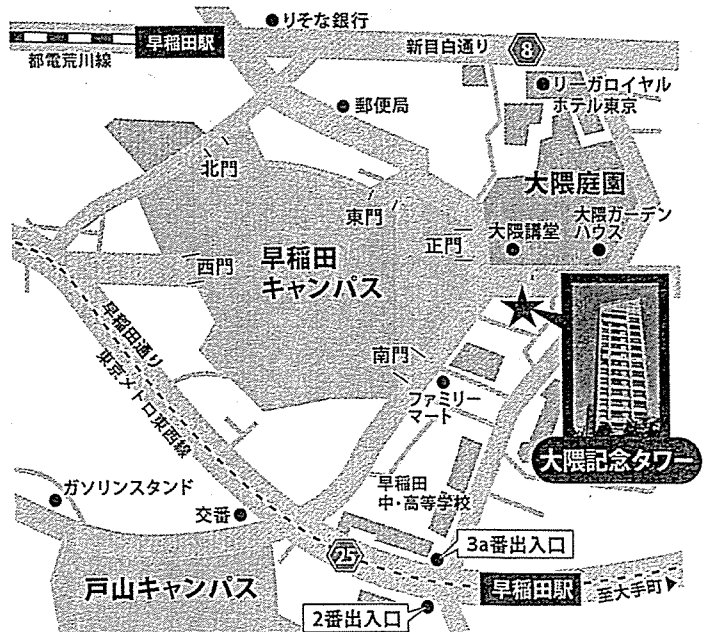 りそな銀行
早稲田駅
都電荒川線
新目白通り
8
リーガロイヤル
ホテル東京
郵便局
北門
大隈庭園
東門
正門
大隈講堂
大隈ガーデン
ハウス
西門
早稲田
キャンパス
早稲田通り
東京メトロ東西線
南門
ファミリー
マート
大隈記念タワー
ガソリンスタンド
交番
早稲田
中・高等学校
25
3a番出入口
戸山キャンパス
早稲田駅
至大手町▶
2番出入口